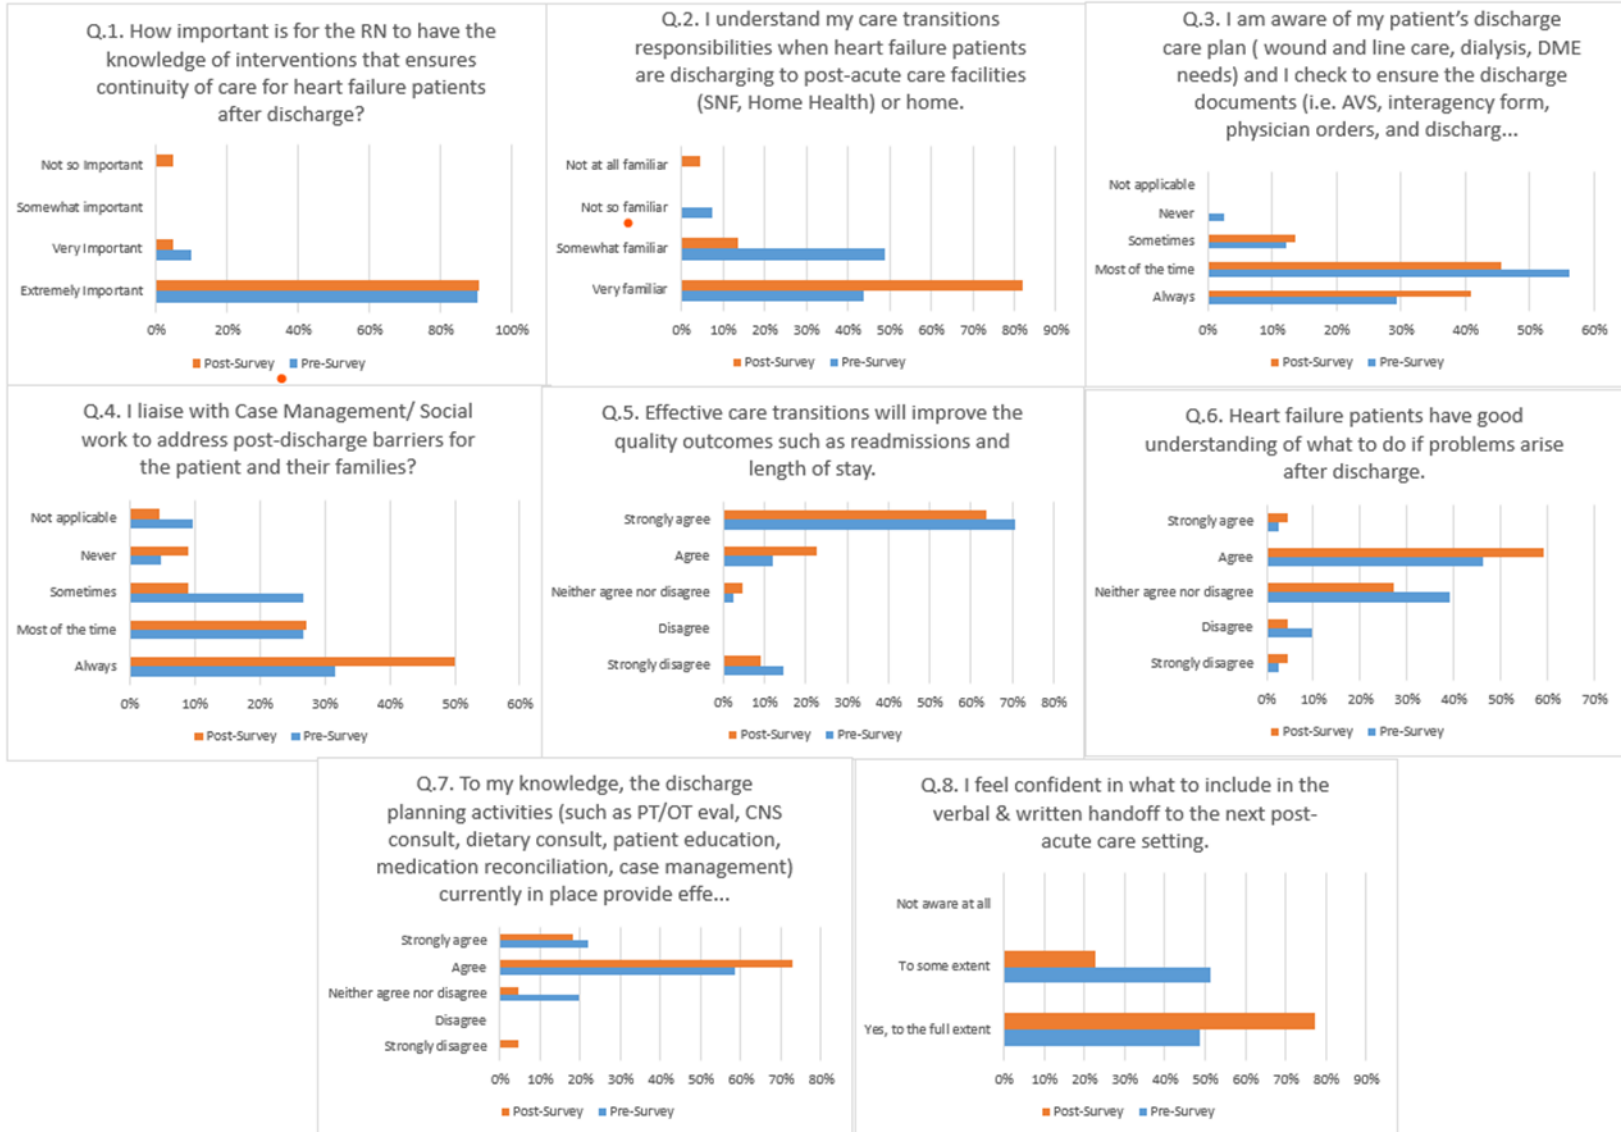 Q.1. How important is for the RN to have the
knowledge of interventions that ensures
continuity of care for heart failure patients
after discharge?
Not so Important
Somewhat important
Very Important
Extremely Important
0% 20% 40% 60% 80% 100%
Post-Survey Pre-Survey
Q.2. I understand my care transitions
responsibilities when heart failure patients
are discharging to post-acute care facilities
(SNF, Home Health) or home.
Not at all familiar
Not so familiar
Somewhat familiar
Very familiar
0% 10% 20% 30% 40% 50% 60% 70% 80% 90%
Post-Survey Pre-Survey
Q.3. I am aware of my patient’s discharge
care plan ( wound and line care, dialysis, DME
needs) and I check to ensure the discharge
documents (i.e. AVS, interagency form,
physician orders, and discharg...
Not applicable
Never
Sometimes
Most of the time
Always
0% 10% 20% 30% 40% 50% 60%
Post-Survey Pre-Survey
Q.4. I liaise with Case Management/ Social
work to address post-discharge barriers for
the patient and their families?
Not applicable
Never
Sometimes
Most of the time
Always
0% 10% 20% 30% 40% 50% 60%
Post-Survey Pre-Survey
Q.5. Effective care transitions will improve the
quality outcomes such as readmissions and
length of stay.
Strongly agree
Agree
Neither agree nor disagree
Disagree
Strongly disagree
0% 10% 20% 30% 40% 50% 60% 70% 80%
Post-Survey Pre-Survey
Q.6. Heart failure patients have good
understanding of what to do if problems arise
after discharge.
Strongly agree
Agree
Neither agree nor disagree
Disagree
Strongly disagree
0% 10% 20% 30% 40% 50% 60% 70%
Post-Survey Pre-Survey
Q.7. To my knowledge, the discharge
planning activities (such as PT/OT eval, CNS
consult, dietary consult, patient education,
medication reconciliation, case management)
currently in place provide effe...
Strongly agree
Agree
Neither agree nor disagree
Disagree
Strongly disagree
0% 10% 20% 30% 40% 50% 60% 70% 80%
Post-Survey Pre-Survey
Q.8. I feel confident in what to include in the
verbal & written handoff to the next post-
acute care setting.
Not aware at all
To some extent
Yes, to the full extent
0% 10% 20% 30% 40% 50% 60% 70% 80% 90%
Post-Survey Pre-Survey